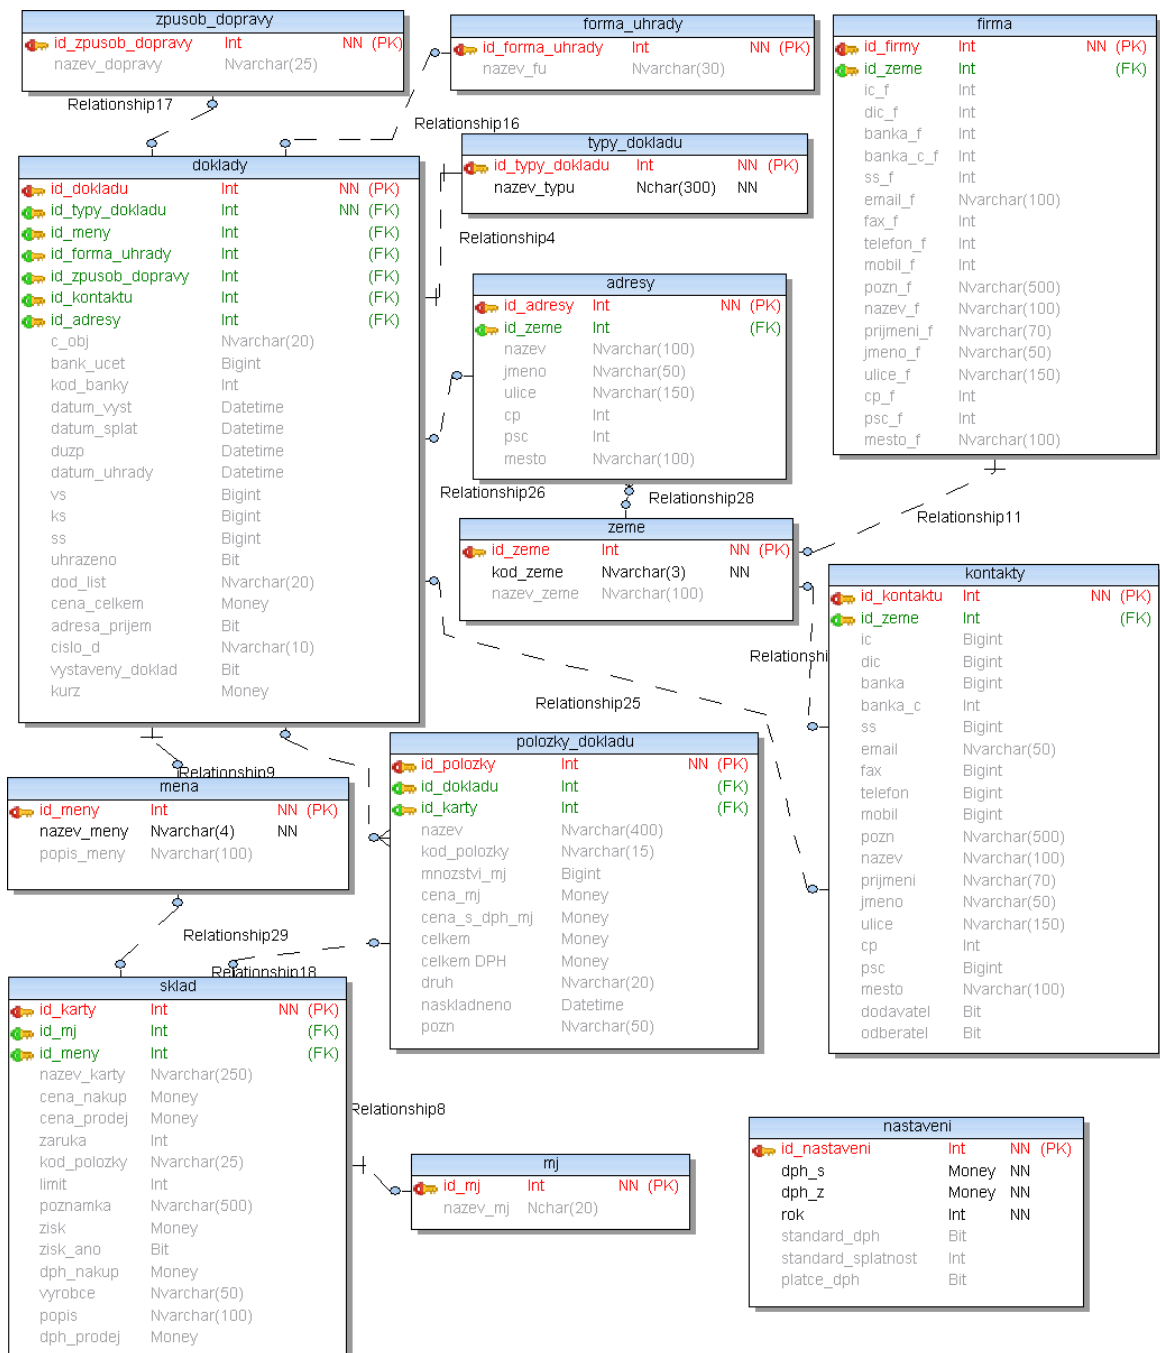 zpusob_dopravy
id_zpusob_dopravy Int NN (PK)
nazev_dopravy Nvarchar(25)
forma_uhrady
id_forma_uhrady Int NN (PK)
nazev_fu Nvarchar(30)
firma
id_firmy Int NN (PK)
id_zeme Int (FK)
ic_f Int
dic_f Int
banka_f Int
banka_c_f Int
ss_f Int
email_f Nvarchar(100)
fax_f Int
telefon_f Int
mobil_f Int
pozn_f Nvarchar(500)
nazev_f Nvarchar(100)
prijmeni_f Nvarchar(70)
jmeno_f Nvarchar(50)
ulice_f Nvarchar(150)
cp_f Int
psc_f Int
mesto_f Nvarchar(100)
Relationship17
Relationship16
typy_dokladu
id_typy_dokladu Int NN (PK)
nazev_typu Nchar(300) NN
doklady
id_dokladu Int NN (PK)
id_typy_dokladu Int NN (FK)
id_meny Int (FK)
id_forma_uhrady Int (FK)
id_zpusob_dopravy Int (FK)
id_kontaktu Int (FK)
id_adresy Int (FK)
c_obj Nvarchar(20)
bank_ucet Bigint
kod_banky Int
datum_vyst Datetime
datum_splat Datetime
duzp Datetime
datum_uhrady Datetime
vs Bigint
ks Bigint
ss Bigint
uhrazeno Bit
dod_list Nvarchar(20)
cena_celkem Money
adresa_prijem Bit
cislo_d Nvarchar(10)
vystaveny_doklad Bit
kurz Money
Relationship4
adresy
id_adresy Int NN (PK)
id_zeme Int (FK)
nazev Nvarchar(100)
jmeno Nvarchar(50)
ulice Nvarchar(150)
cp Int
psc Int
mesto Nvarchar(100)
Relationship26
Relationship28
Relationship11
zeme
id_zeme Int NN (PK)
kod_zeme Nvarchar(3) NN
nazev_zeme Nvarchar(100)
kontakty
id_kontaktu Int NN (PK)
id_zeme Int (FK)
ic Bigint
dic Bigint
banka Bigint
banka_c Int
ss Bigint
email Nvarchar(50)
fax Bigint
telefon Bigint
mobil Bigint
pozn Nvarchar(500)
nazev Nvarchar(100)
prijmeni Nvarchar(70)
jmeno Nvarchar(50)
ulice Nvarchar(150)
cp Int
psc Bigint
mesto Nvarchar(100)
dodavatel Bit
odberatel Bit
Relationshi
Relationship25
Relationship9
polozky_dokladu
id_polozky Int NN (PK)
id_dokladu Int (FK)
id_karty Int (FK)
nazev Nvarchar(400)
kod_polozky Nvarchar(15)
mnozstvi_mj Bigint
cena_mj Money
cena_s_dph_mj Money
celkem Money
celkem DPH Money
druh Nvarchar(20)
naskladneno Datetime
pozn Nvarchar(50)
mena
id_meny Int NN (PK)
nazev_meny Nvarchar(4) NN
popis_meny Nvarchar(100)
Relationship29
Relationship18
sklad
id_karty Int NN (PK)
id_mj Int (FK)
id_meny Int (FK)
nazev_karty Nvarchar(250)
cena_nakup Money
cena_prodej Money
zaruka Int
kod_polozky Nvarchar(25)
limit Int
poznamka Nvarchar(500)
zisk Money
zisk_ano Bit
dph_nakup Money
vyrobce Nvarchar(50)
popis Nvarchar(100)
dph_prodej Money
Relationship8
mj
id_mj Int NN (PK)
nazev_mj Nchar(20)
nastaveni
id_nastaveni Int NN (PK)
dph_s Money NN
dph_z Money NN
rok Int NN
standard_dph Bit
standard_splatnost Int
platce_dph Bit